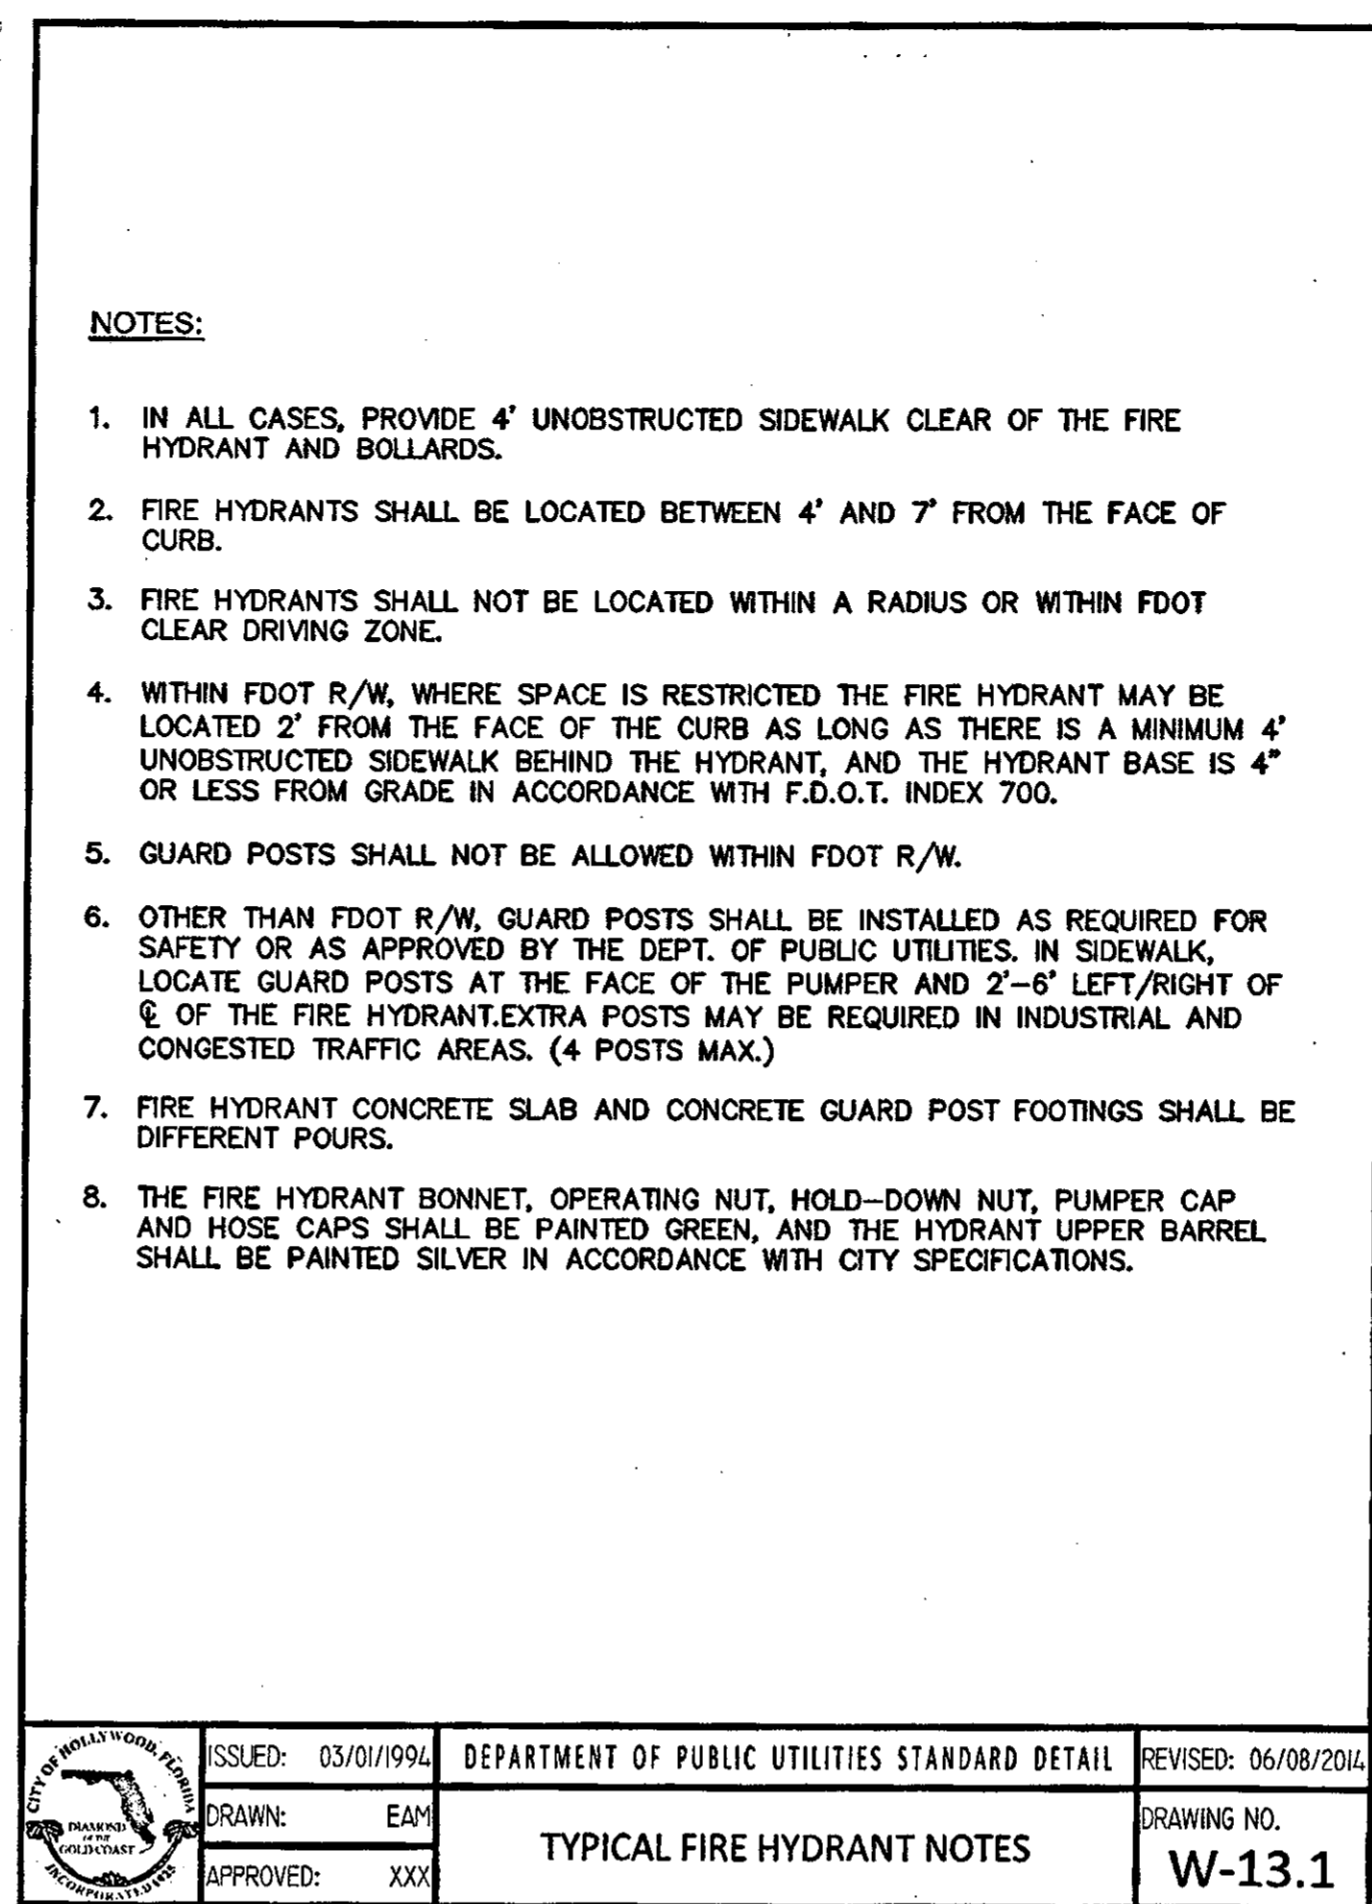 NOTES:
1. IN ALL CASES, PROVIDE 4' UNOBSTRUCTED SIDEWALK CLEAR OF THE FIRE
HYDRANT AND BOLLARDS.
2. FIRE HYDRANTS SHALL BE LOCATED BETWEEN 4' AND 7' FROM THE FACE OF
CURB.
3. FIRE HYDRANTS SHALL NOT BE LOCATED WITHIN A RADIUS OR WITHIN FDOT
CLEAR DRIVING ZONE.
4. WITHIN FDOT R/W, WHERE SPACE IS RESTRICTED THE FIRE HYDRANT MAY BE
LOCATED 2' FROM THE FACE OF THE CURB AS LONG AS THERE IS A MINIMUM 4'
UNOBSTRUCTED SIDEWALK BEHIND THE HYDRANT, AND THE HYDRANT BASE IS 4"
OR LESS FROM GRADE IN ACCORDANCE WITH F.D.O.T. INDEX 700.
5. GUARD POSTS SHALL NOT BE ALLOWED WITHIN FDOT R/W.
6. OTHER THAN FDOT R/W, GUARD POSTS SHALL BE INSTALLED AS REQUIRED FOR
SAFETY OR AS APPROVED BY THE DEPT. OF PUBLIC UTILITIES. IN SIDEWALK,
LOCATE GUARD POSTS AT THE FACE OF THE PUMPER AND 2'-6' LEFT/RIGHT OF
℄ OF THE FIRE HYDRANT.EXTRA POSTS MAY BE REQUIRED IN INDUSTRIAL AND
CONGESTED TRAFFIC AREAS. (4 POSTS MAX.)
7. FIRE HYDRANT CONCRETE SLAB AND CONCRETE GUARD POST FOOTINGS SHALL BE
DIFFERENT POURS.
8. THE FIRE HYDRANT BONNET, OPERATING NUT, HOLD-DOWN NUT, PUMPER CAP
AND HOSE CAPS SHALL BE PAINTED GREEN, AND THE HYDRANT UPPER BARREL
SHALL BE PAINTED SILVER IN ACCORDANCE WITH CITY SPECIFICATIONS.
CITY OF HOLLYWOOD, FLORIDA
DIAMOND
OF THE
GOLD COAST
INCORPORATED 1925
ISSUED: 03/01/1994
DRAWN: EAM
APPROVED: XXX
DEPARTMENT OF PUBLIC UTILITIES STANDARD DETAIL
TYPICAL FIRE HYDRANT NOTES
REVISED: 06/08/2014
DRAWING NO.
W-13.1